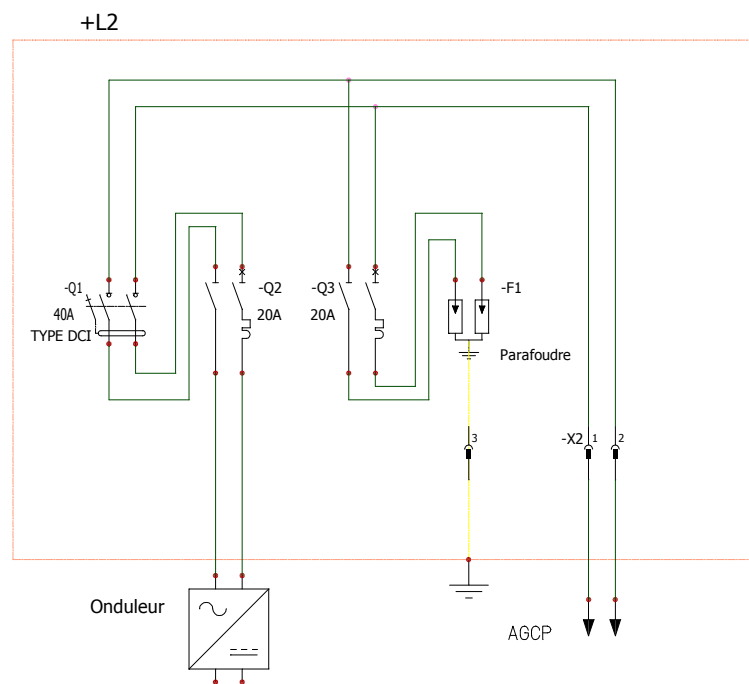 +L2
-Q1
40A
TYPE DCI
-Q2
20A
-Q3
20A
-F1
Parafoudre
3
-X2 1 2
Onduleur
AGCP